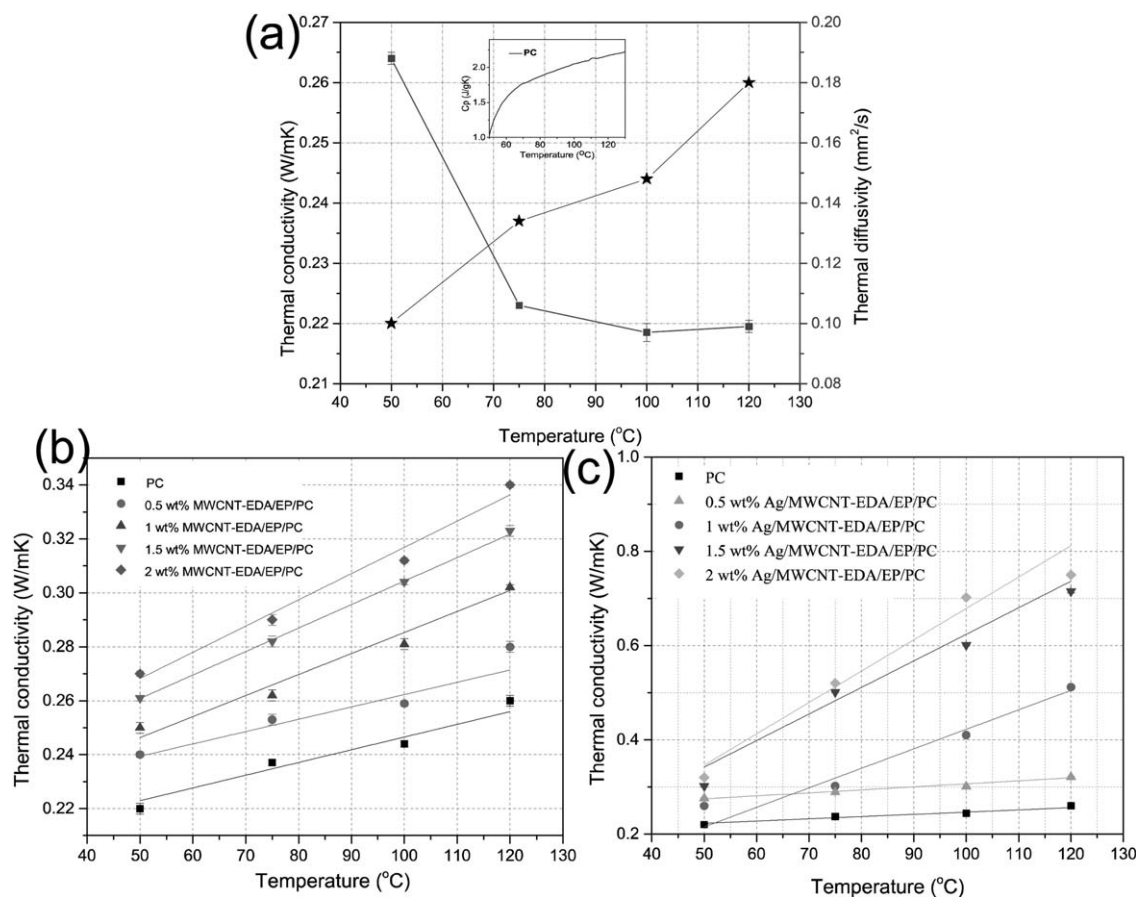 (a)
Thermal conductivity (W/mK)
0.27
0.26
0.25
0.24
0.23
0.22
0.21
PC
Cp (J/gK)
2.0
1.5
1.0
60 80 100 120
Temperature (ᴼC)
0.20
0.18
0.16
0.14
0.12
0.10
0.08
Thermal diffusivity (mm²/s)
40 50 60 70 80 90 100 110 120 130
Temperature (ᴼC)
(b)
Thermal conductivity (W/mK)
0.34
0.32
0.30
0.28
0.26
0.24
0.22
PC
0.5 wt% MWCNT-EDA/EP/PC
1 wt% MWCNT-EDA/EP/PC
1.5 wt% MWCNT-EDA/EP/PC
2 wt% MWCNT-EDA/EP/PC
40 50 60 70 80 90 100 110 120 130
Temperature (ᴼC)
(c)
Thermal conductivity (W/mK)
1.0
0.8
0.6
0.4
0.2
PC
0.5 wt% Ag/MWCNT-EDA/EP/PC
1 wt% Ag/MWCNT-EDA/EP/PC
1.5 wt% Ag/MWCNT-EDA/EP/PC
2 wt% Ag/MWCNT-EDA/EP/PC
40 50 60 70 80 90 100 110 120 130
Temperature (ᴼC)